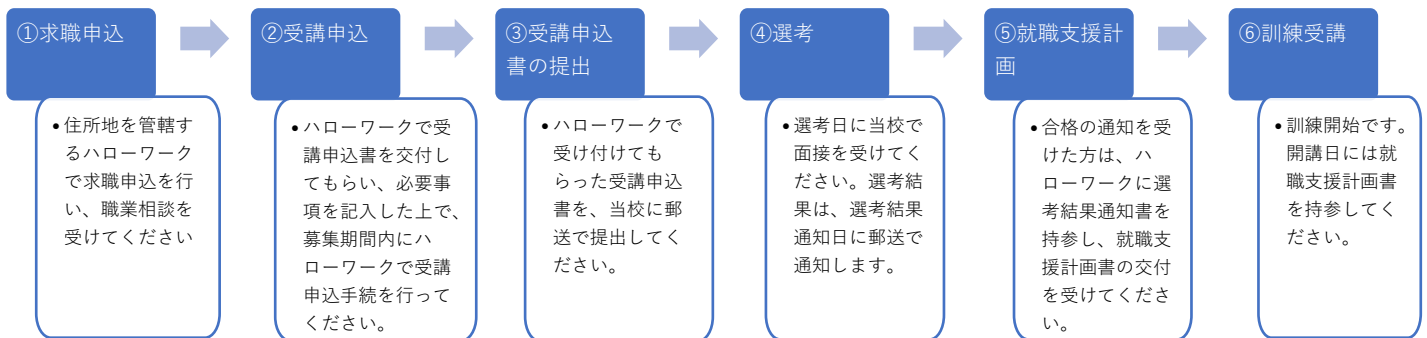 ①求職申込
• 住所地を管轄す
るハローワーク
で求職申込を行
い、職業相談を
受けてください
②受講申込
• ハローワークで受
講申込書を交付し
てもらい、必要事
項を記入した上で、
募集期間内にハ
ローワークで受講
申込手続を行って
ください。
③受講申込
書の提出
• ハローワークで
受け付けても
らった受講申込
書を、当校に郵
送で提出してく
ださい。
④選考
• 選考日に当校で
面接を受けてく
ださい。選考結
果は、選考結果
通知日に郵送で
通知します。
⑤就職支援計
画
• 合格の通知を受
けた方は、ハ
ローワークに選
考結果通知書を
持参し、就職支
援計画書の交付
を受けてくださ
い。
⑥訓練受講
• 訓練開始です。
開講日には就
職支援計画書
を持参してく
ださい。